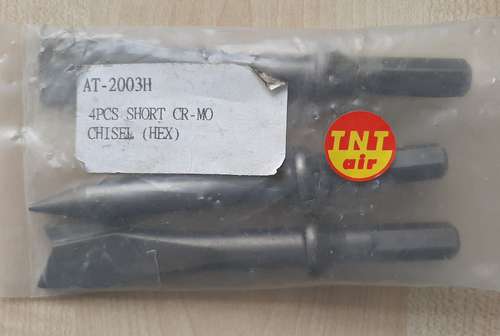 AT-2003H
4PCS SHORT CR-MO
CHISEL (HEX)
TNT
air